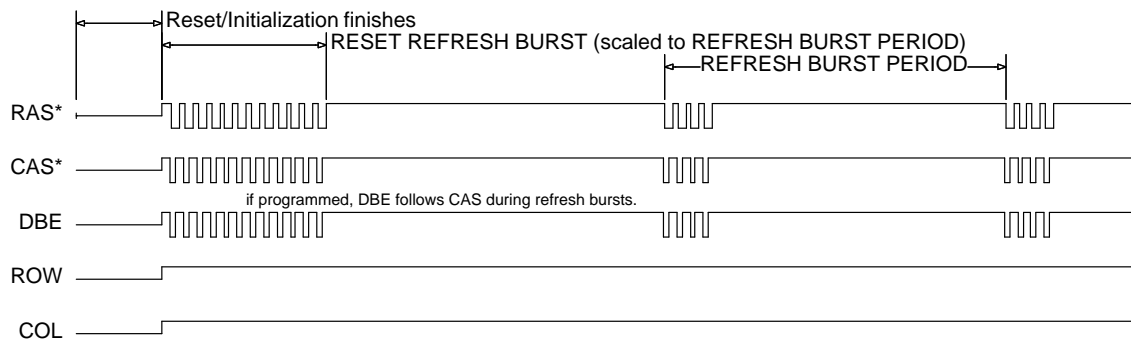 Reset/Initialization finishes
RESET REFRESH BURST (scaled to REFRESH BURST PERIOD)
REFRESH BURST PERIOD
RAS*
CAS*
if programmed, DBE follows CAS during refresh bursts.
DBE
ROW
COL